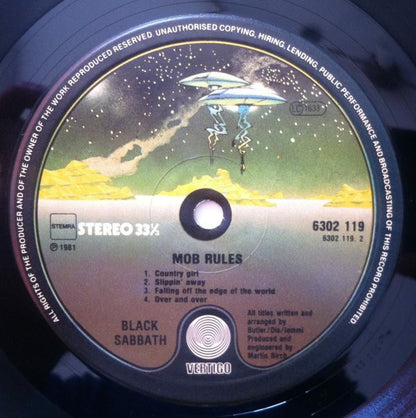 ALL RIGHTS OF THE PRODUCER AND OF THE OWNER OF THE WORK REPRODUCED RESERVED. UNAUTHORISED COPYING, HIRING, LENDING, PUBLIC PERFORMANCE AND BROADCASTING OF THIS RECORD PROHIBITED.
LC 1633
STEMRA
STEREO 33⅓
℗ 1981
6302 119
6302 119. 2
MOB RULES
1. Country girl
2. Slippin' away
3. Falling off the edge of the world
4. Over and over
BLACK
SABBATH
All titles written and
arranged by
Butler/Dio/Iommi
Produced and
engineered by
Martin Birch
VERTIGO